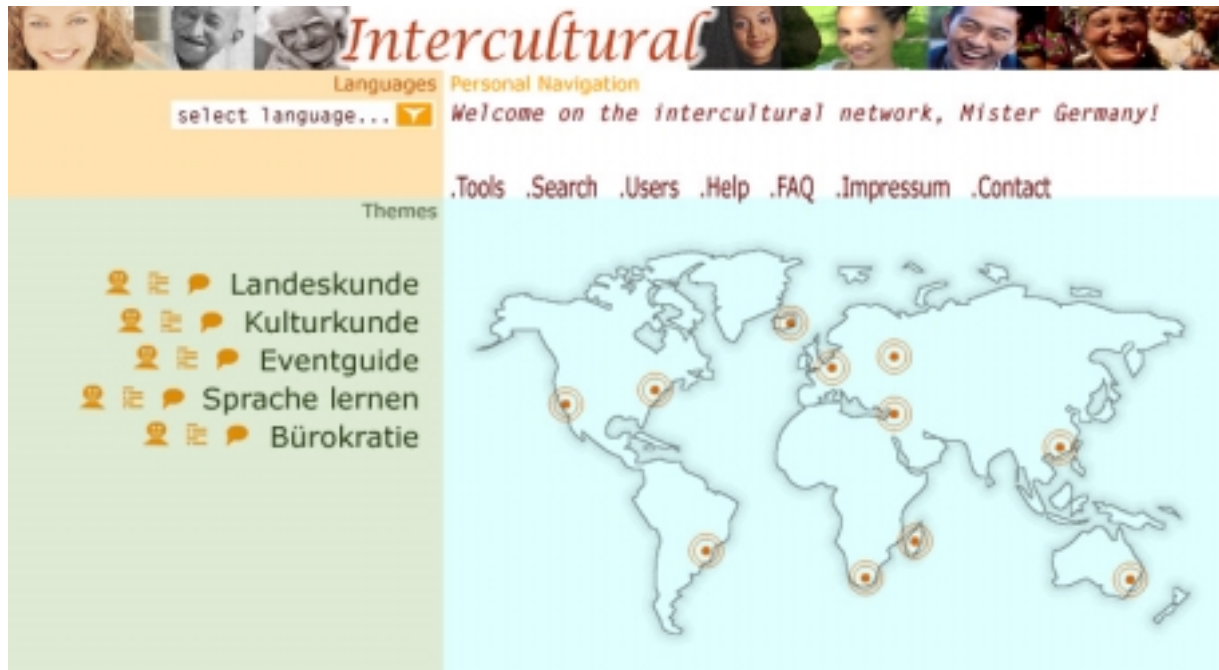 Intercultural
Languages
select language...
Personal Navigation
Welcome on the intercultural network, Mister Germany!
.Tools .Search .Users .Help .FAQ .Impressum .Contact
Themes
Landeskunde
Kulturkunde
Eventguide
Sprache lernen
Bürokratie